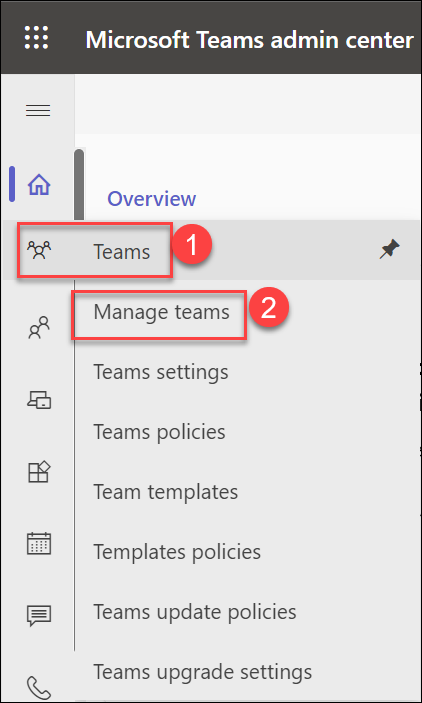 Microsoft Teams admin center
Overview
Teams
1
Manage teams
2
Teams settings
Teams policies
Team templates
Templates policies
Teams update policies
Teams upgrade settings